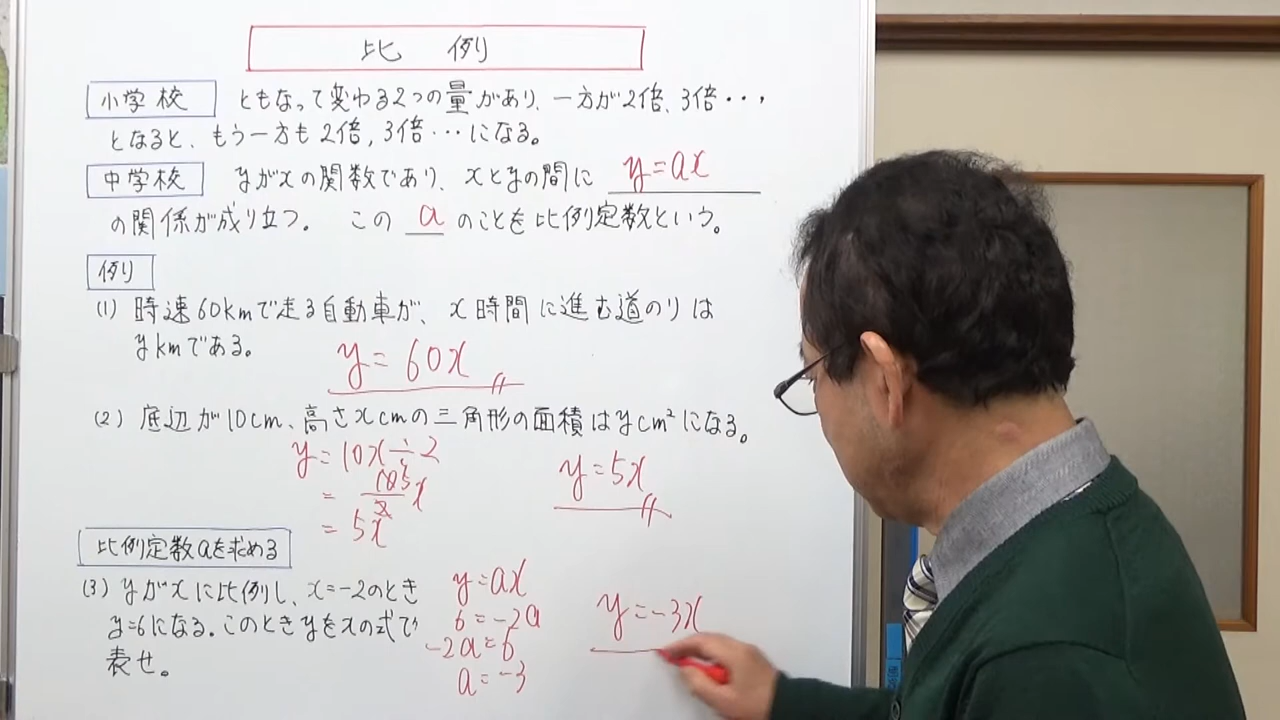 比 例
小学校 ともなって変わる2つの量があり、一方が2倍、3倍・・・,
となると、もう一方も2倍,3倍・・・になる。
中学校 yがxの関数であり、xとyの間に y=ax
の関係が成り立つ。 この a のことを比例定数という。
例
(1) 時速60kmで走る自動車が、x時間に進む道のりは
ykmである。 y=60x
(2) 底辺が10cm、高さxcmの三角形の面積はycm²になる。
y=10x÷2
= 10/2 x 5
= 5x
y=5x
比例定数aを求める
(3) yがxに比例し、x=-2のとき
y=6になる。このときyをxの式で
表せ。
y=ax
6=-2a
-2a=6
a=-3
y=-3x